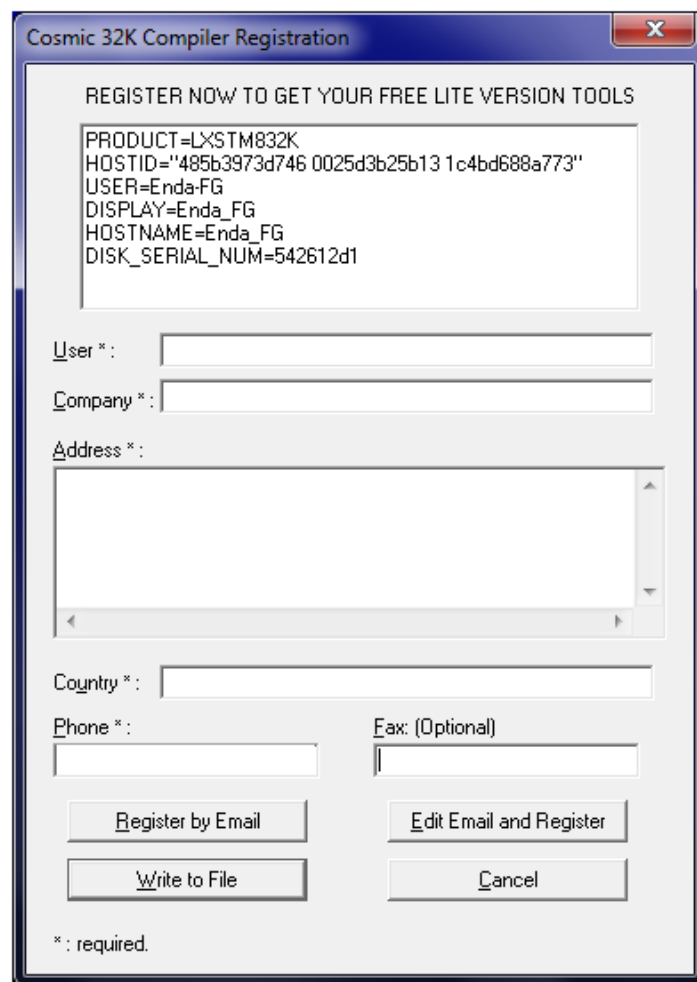 Cosmic 32K Compiler Registration
REGISTER NOW TO GET YOUR FREE LITE VERSION TOOLS
PRODUCT=LXSTM832K
HOSTID="485b3973d746 0025d3b25b13 1c4bd688a773"
USER=Enda-FG
DISPLAY=Enda_FG
HOSTNAME=Enda_FG
DISK_SERIAL_NUM=542612d1
User * :
Company * :
Address * :
Country * :
Phone * : Fax: (Optional)
Register by Email Edit Email and Register
Write to File Cancel
* : required.